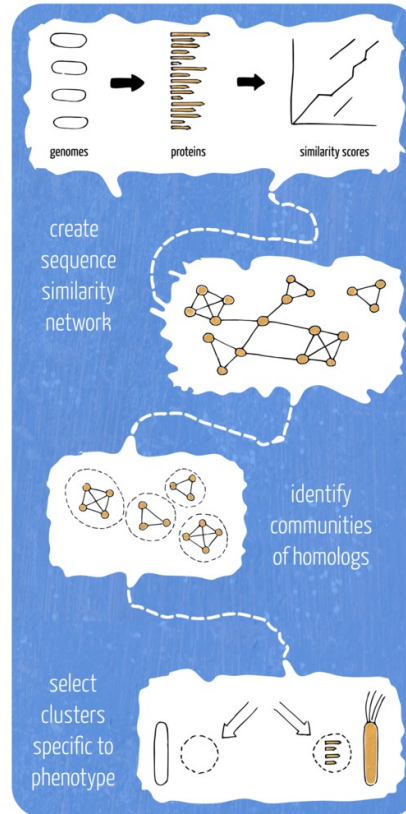 genomes
proteins
similarity scores
create
sequence
similarity
network
identify
communities
of homologs
select
clusters
specific to
phenotype